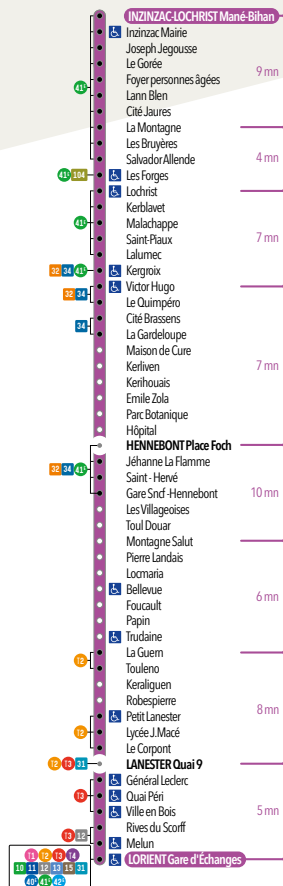 INZINZAC-LOCHRIST Mané-Bihan
Inzinzac Mairie
Joseph Jegousse
Le Gorée
Foyer personnes âgées
9 mn
41
Lann Blen
Cité Jaures
La Montagne
Les Bruyères
4 mn
Salvador Allende
41 104 Les Forges
Lochrist
Kerblavet
41 Malachappe
7 mn
Saint-Piaux
Lalumec
32 34 41 Kergroix
Victor Hugo
32 34
Le Quimpéro
Cité Brassens
34
La Gardeloupe
Maison de Cure
7 mn
Kerliven
Kerihouais
Emile Zola
Parc Botanique
Hôpital
HENNEBONT Place Foch
Jéhanne La Flamme
32 34 41
Saint - Hervé
Gare Sncf -Hennebont
10 mn
Les Villageoises
Toul Douar
Montagne Salut
Pierre Landais
Locmaria
Bellevue
6 mn
Foucault
Papin
Trudaine
La Guern
T2
Touleno
Keraliguen
Robespierre
8 mn
Petit Lanester
T2
Lycée J.Macé
Le Corpont
T2 T3 31 LANESTER Quai 9
Général Leclerc
T3 Quai Péri
5 mn
Ville en Bois
Rives du Scorff
T3 12
Melun
T1 T2 T3 T4
10 11 12 13 15 31
LORIENT Gare d'Échanges
40 41 42